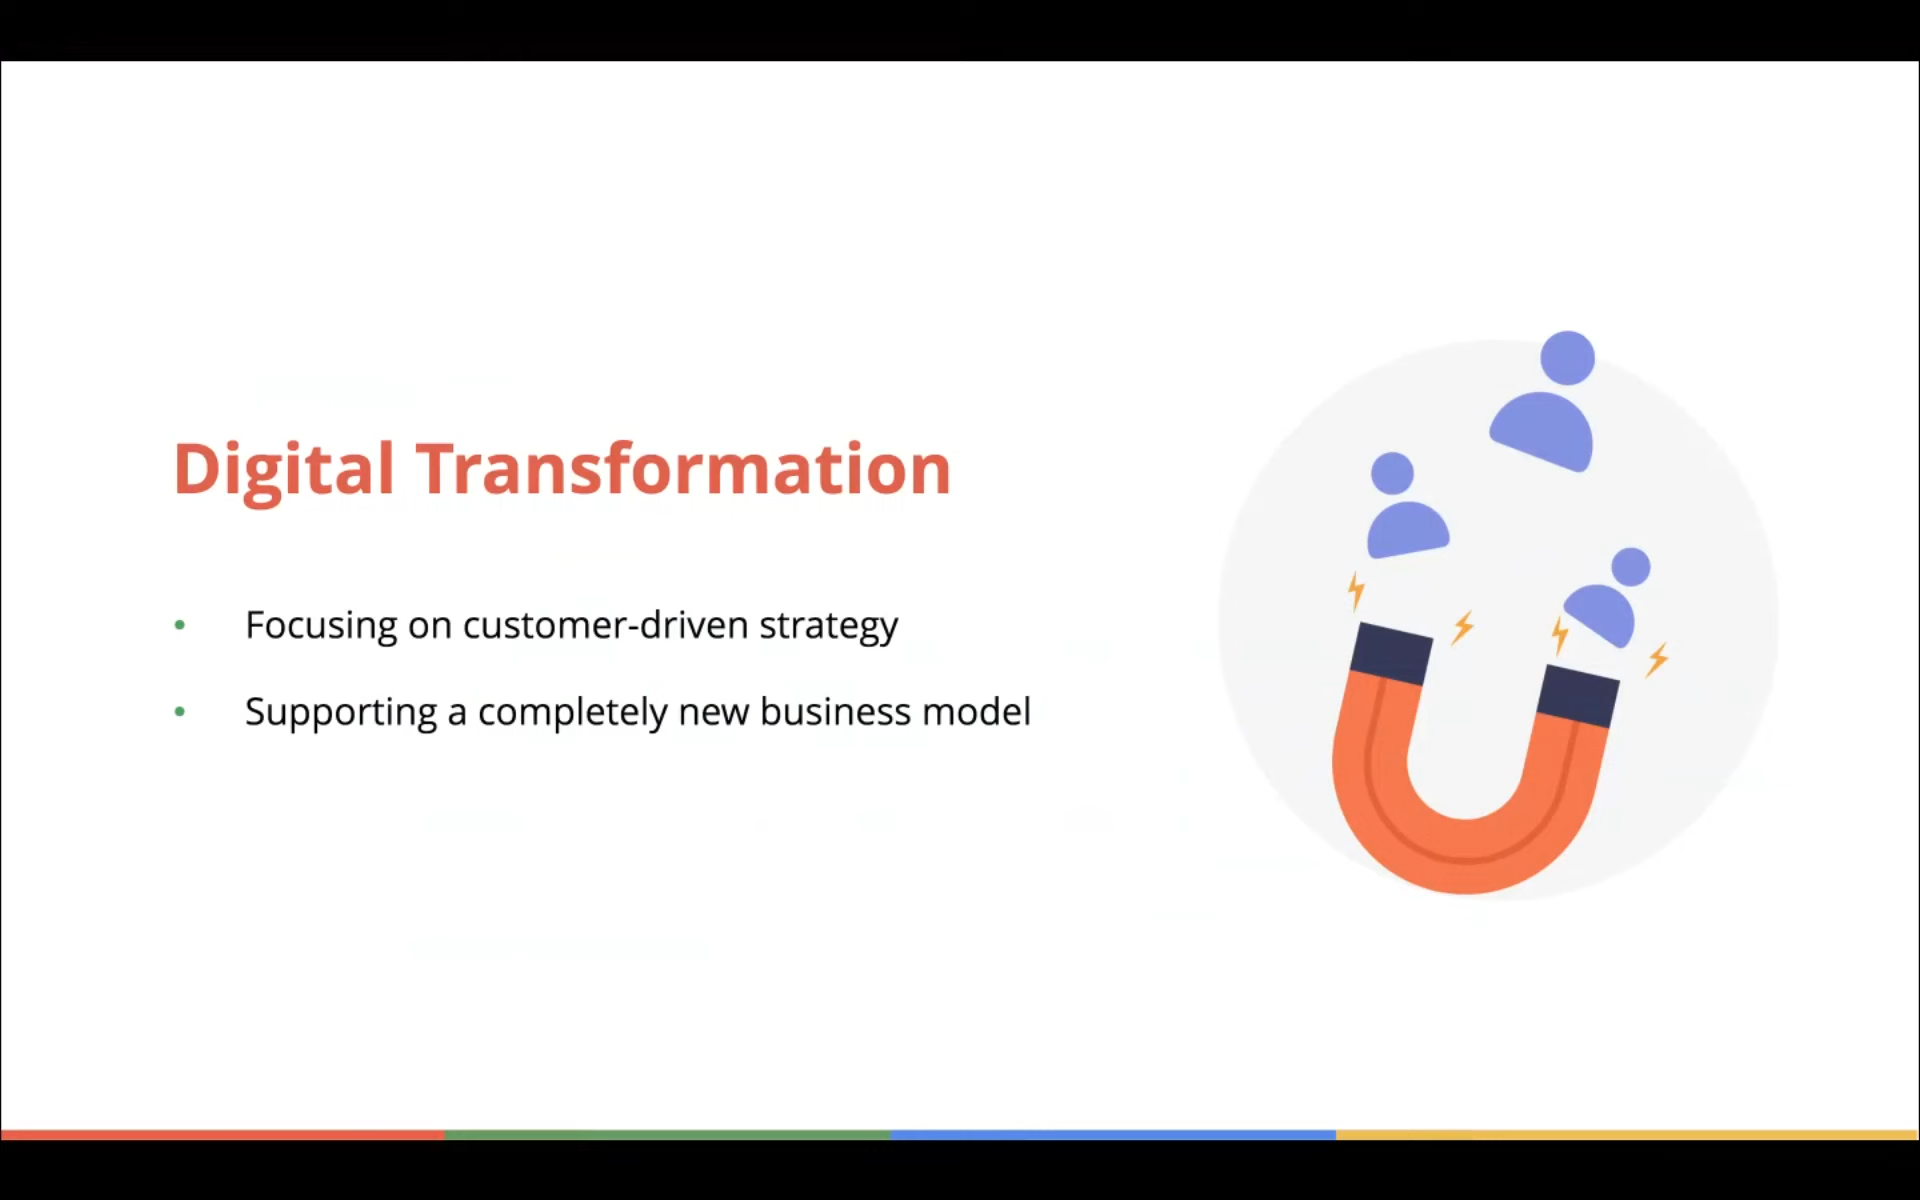 Digital Transformation
• Focusing on customer-driven strategy
• Supporting a completely new business model